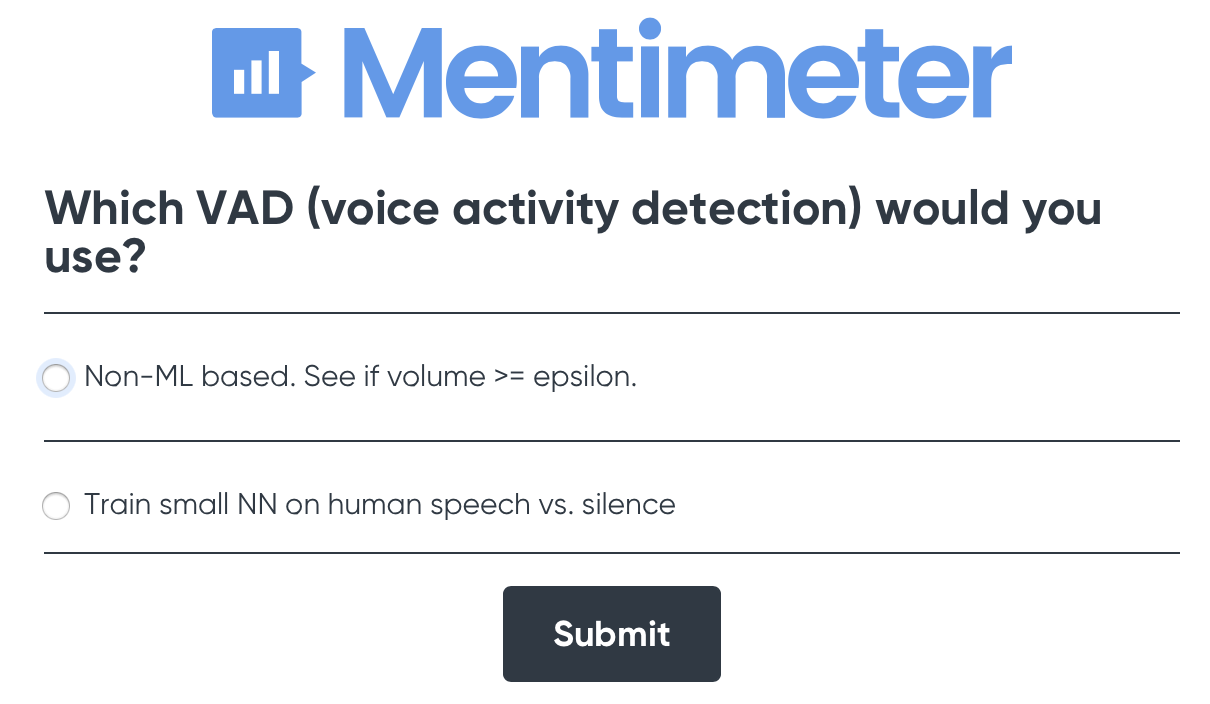 Mentimeter
Which VAD (voice activity detection) would you
use?
Non-ML based. See if volume >= epsilon.
Train small NN on human speech vs. silence
Submit